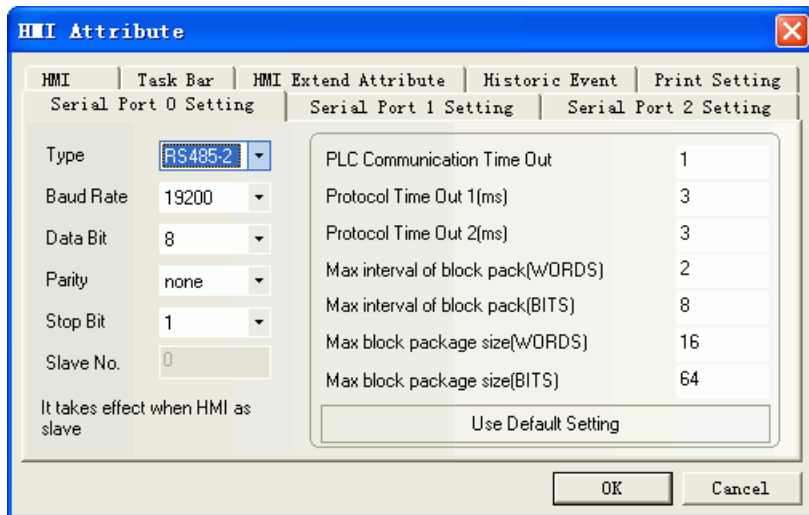 HMI Attribute
HMI Task Bar HMI Extend Attribute Historic Event Print Setting
Serial Port 0 Setting Serial Port 1 Setting Serial Port 2 Setting
Type RS485-2
Baud Rate 19200
Data Bit 8
Parity none
Stop Bit 1
Slave No. 0
It takes effect when HMI as
slave
PLC Communication Time Out 1
Protocol Time Out 1(ms) 3
Protocol Time Out 2(ms) 3
Max interval of block pack(WORDS) 2
Max interval of block pack(BITS) 8
Max block package size(WORDS) 16
Max block package size(BITS) 64
Use Default Setting
OK Cancel